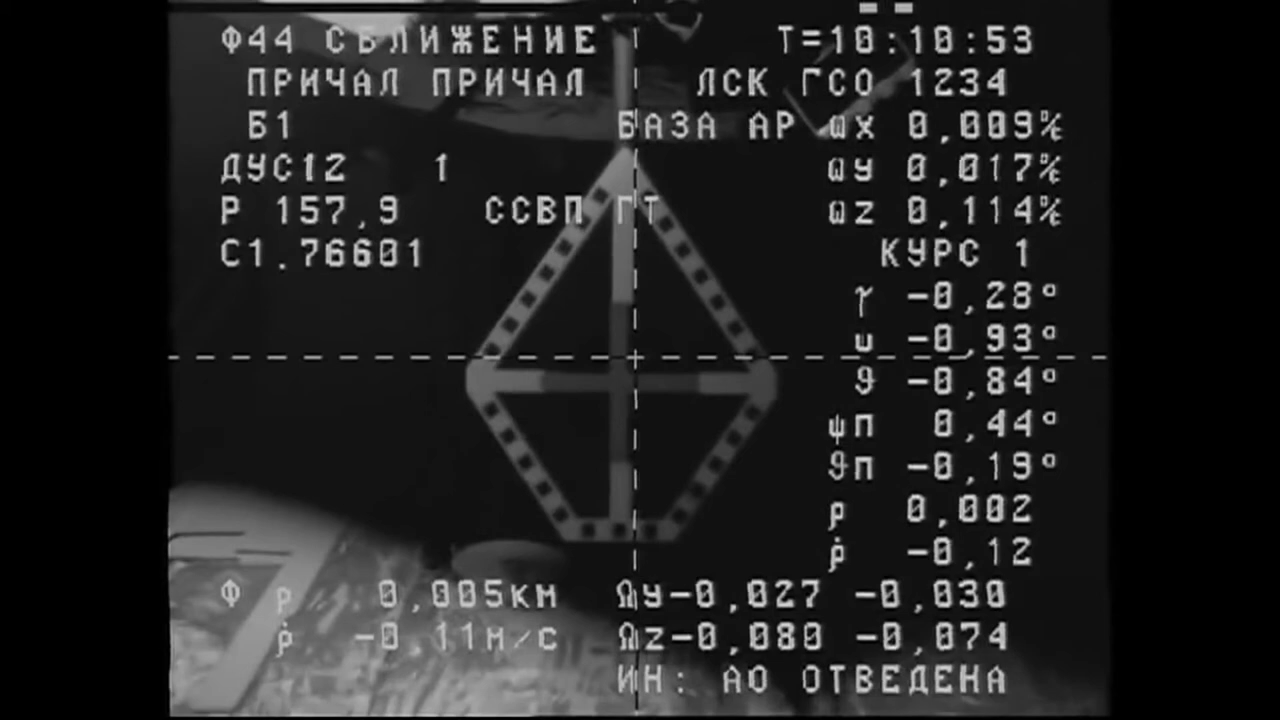 Ф44 СБЛИЖЕНИЕ T=10:10:53
ПРИЧАЛ ПРИЧАЛ ЛСК ГСО 1234
Б1 БАЗА АР ωX 0,009%
ДУС12 1 ωУ 0,017%
Р 157,9 ССВП ГТ ωZ 0,114%
С1.76601 КУРС 1
γ -0,28°
-0,93°
ϑ -0,84°
ψП 0,44°
ϑП -0,19°
ρ 0,002
ρ̇ -0,12
Ф ρ 0,005КМ ΩУ-0,027 -0,030
ρ̇ -0,11М/С ΩZ-0,080 -0,074
ИН: АО ОТВЕДЕНА